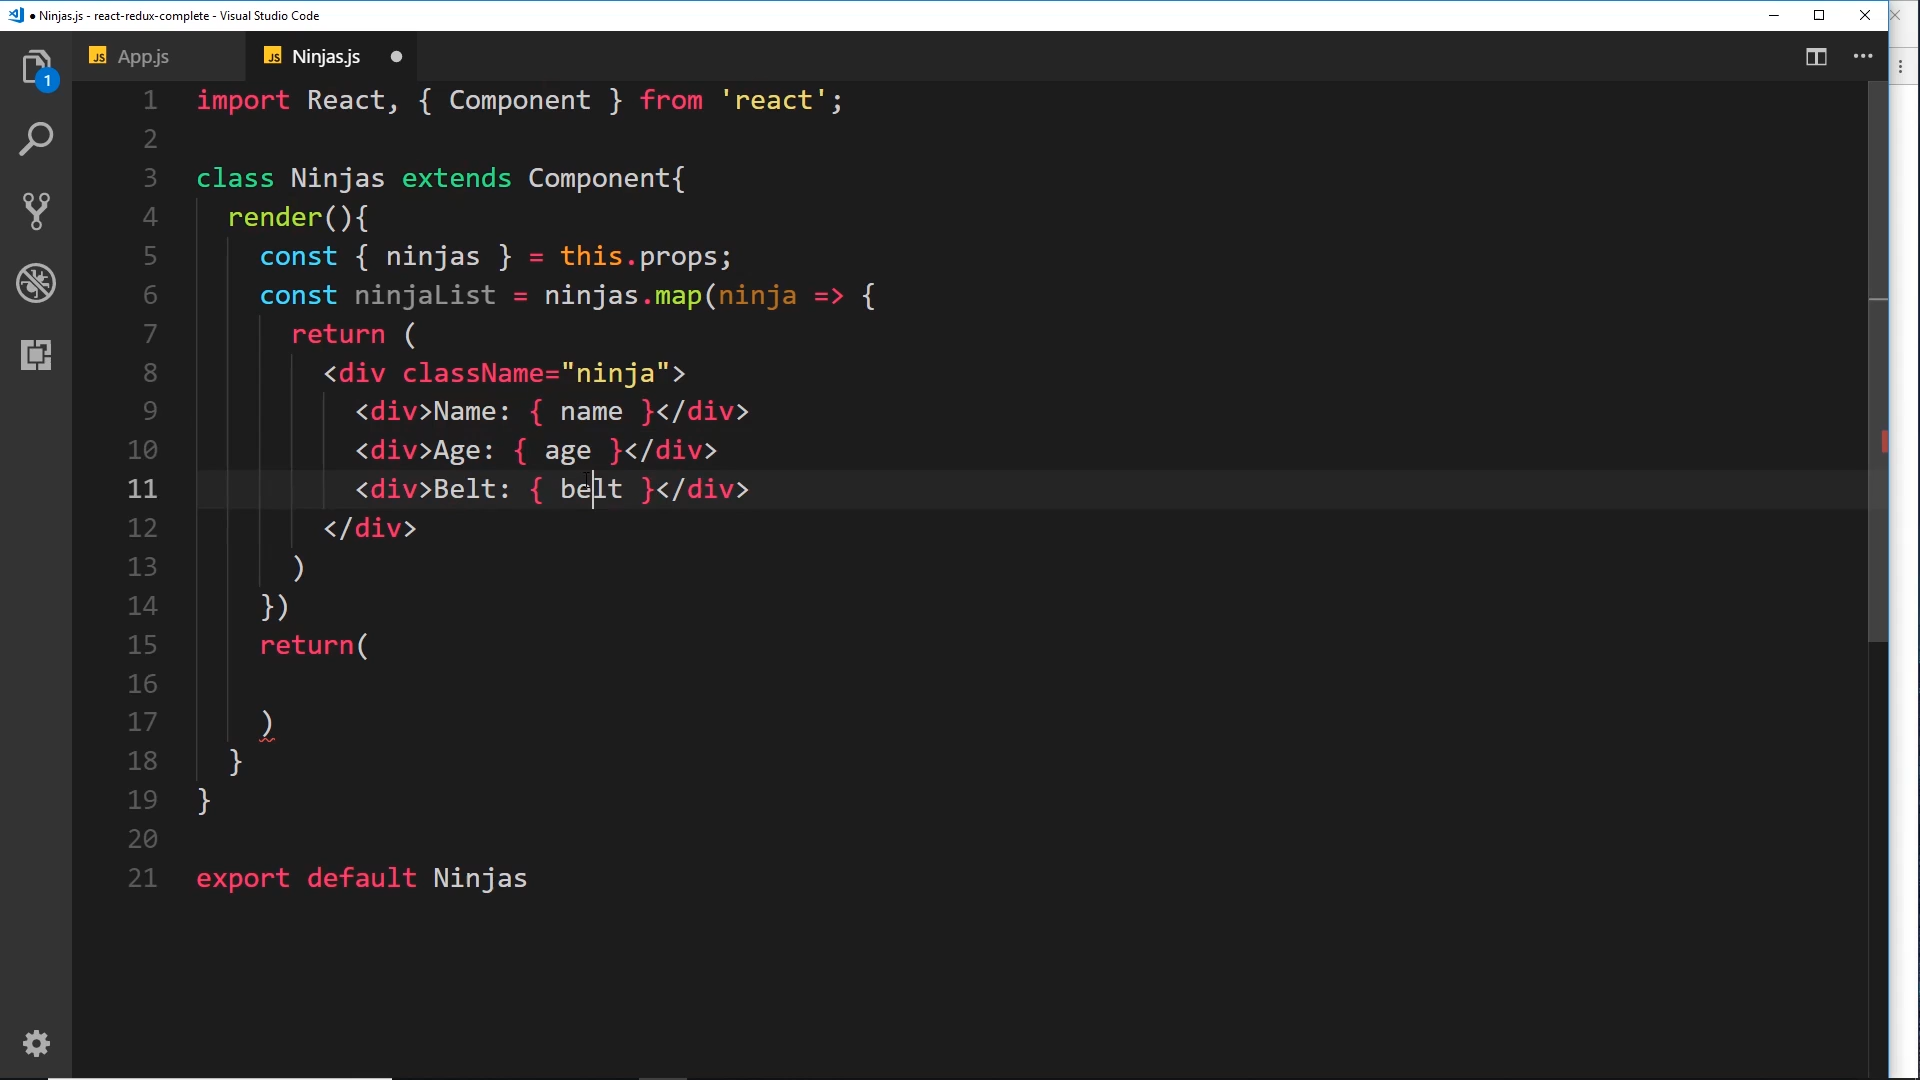 ● Ninjas.js - react-redux-complete - Visual Studio Code
JS App.js JS Ninjas.js
1
1 import React, { Component } from 'react';
2
3 class Ninjas extends Component{
4 render(){
5 const { ninjas } = this.props;
6 const ninjaList = ninjas.map(ninja => {
7 return (
8 <div className="ninja">
9 <div>Name: { name }</div>
10 <div>Age: { age }</div>
11 <div>Belt: { belt }</div>
12 </div>
13 )
14 })
15 return(
16
17 )
18 }
19 }
20
21 export default Ninjas